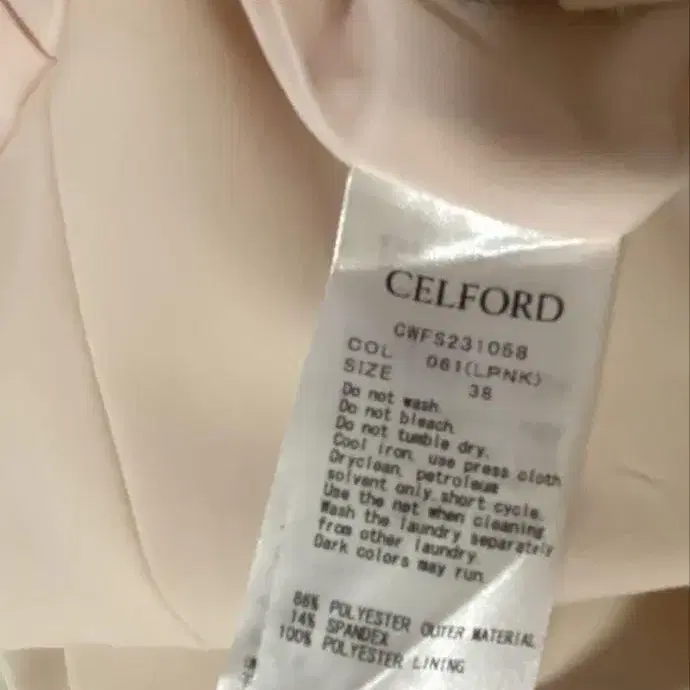 CELFORD
CWFS231058
COL 061(LPNK)
SIZE 38
Do not wash.
Do not bleach.
Do not tumble dry.
Cool iron, use press cloth
Dryclean, petroleum
solvent only, short cycle.
Use the net when cleaning.
Wash the laundry separately
from other laundry.
Dark colors may run.
86% POLYESTER OUTER MATERIAL
14% SPANDEX
100% POLYESTER LINING